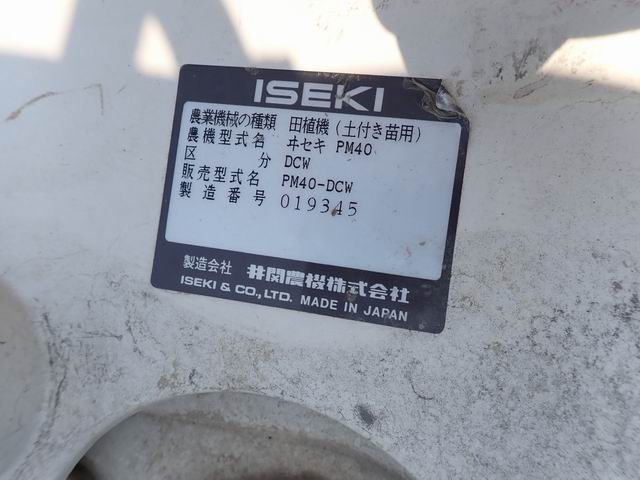 ISEKI
農業機械の種類 田植機(土付き苗用)
農機型式名 ヰセキ PM40
区分 DCW
販売型式名 PM40-DCW
製造番号 019345
製造会社 井関農機株式会社
ISEKI & CO., LTD. MADE IN JAPAN